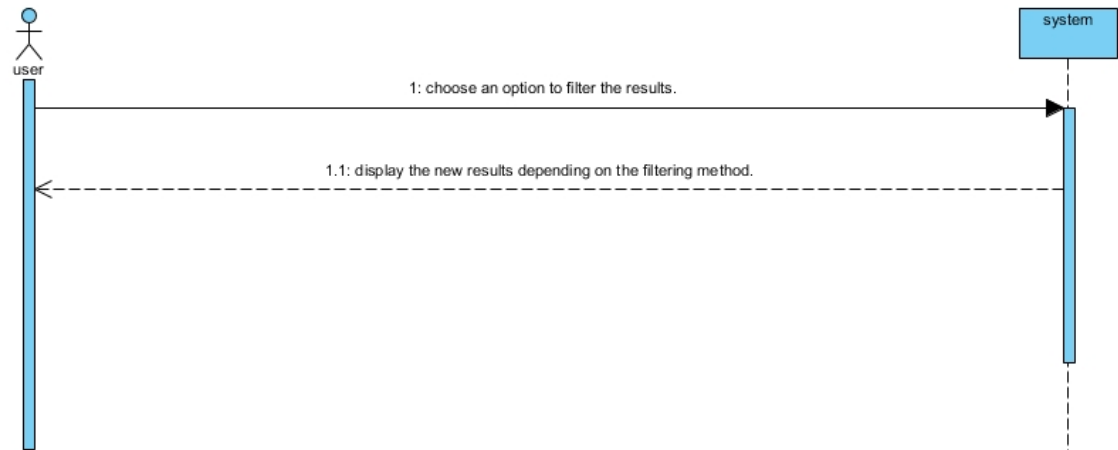 system
user
1: choose an option to filter the results.
1.1: display the new results depending on the filtering method.